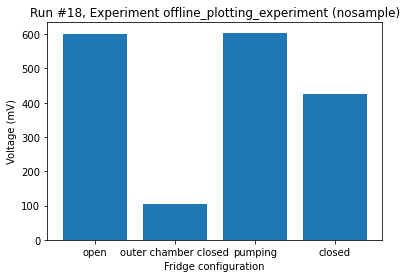 Run #18, Experiment offline_plotting_experiment (nosample)
600
500
400
300
200
100
0
Voltage (mV)
open outer chamber closed pumping closed
Fridge configuration